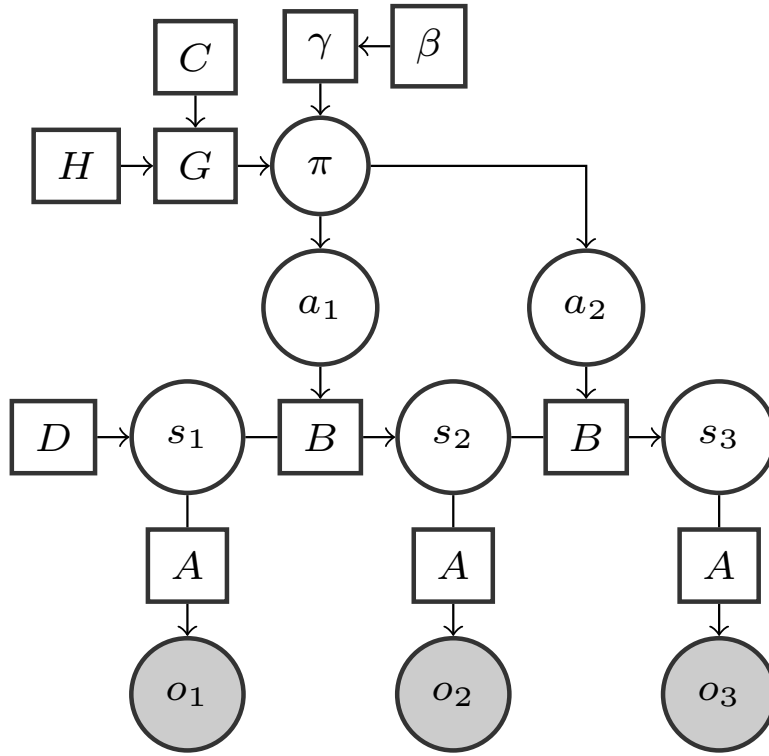 γ β
C
H G π
a₁ a₂
D s₁ B s₂ B s₃
A A A
o₁ o₂ o₃